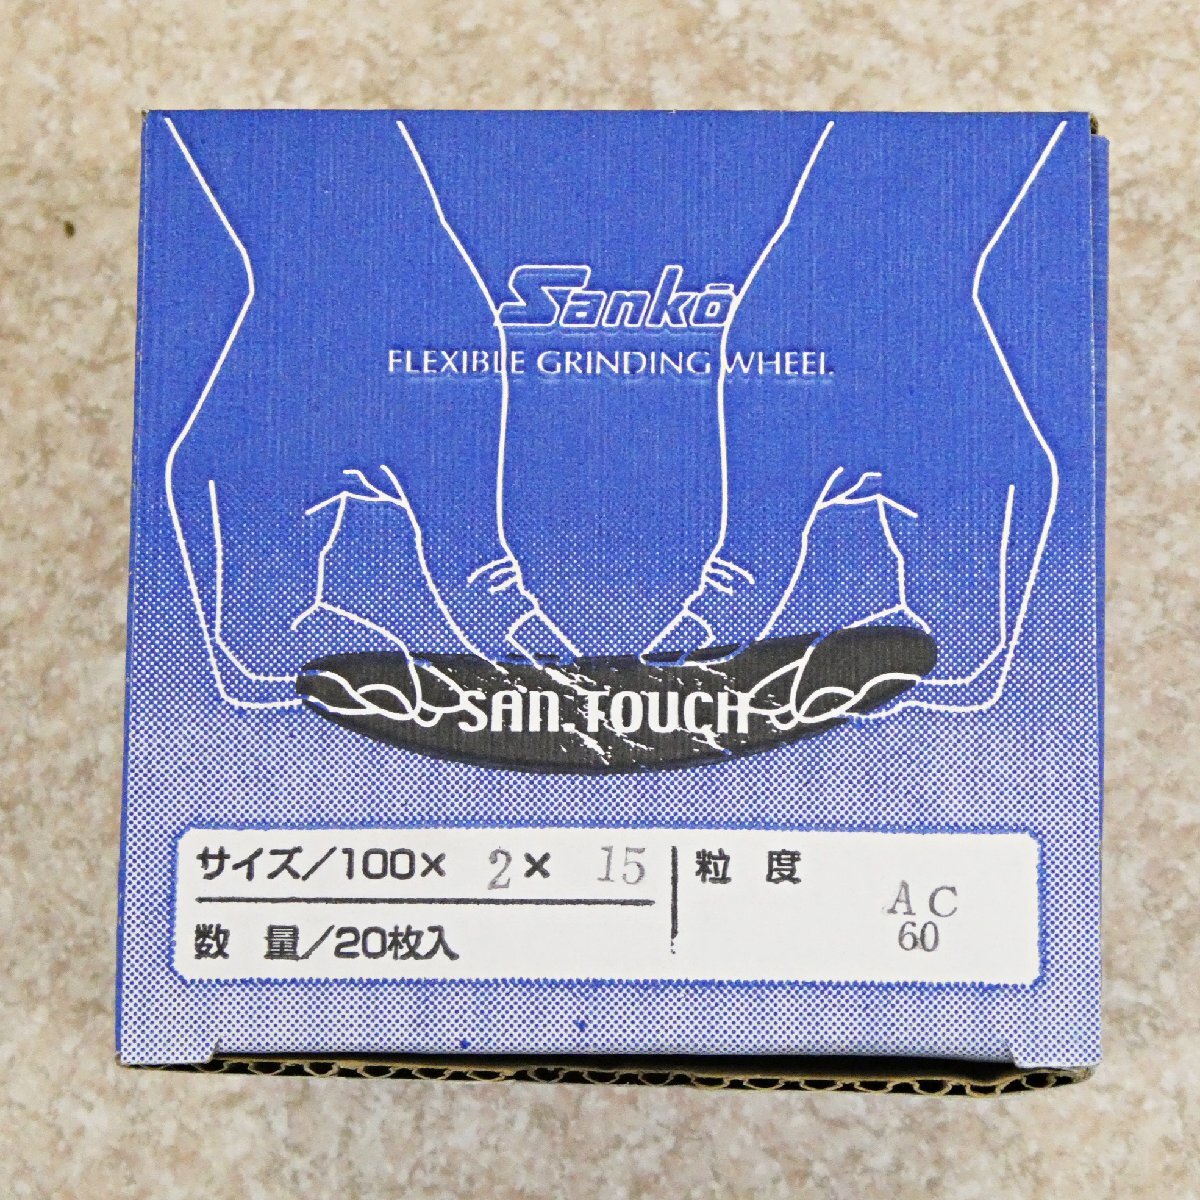 Sankō
FLEXIBLE GRINDING WHEEL
SAN.TOUCH
サイズ/100× 2 × 15
数 量/20枚入
粒 度
AC
60